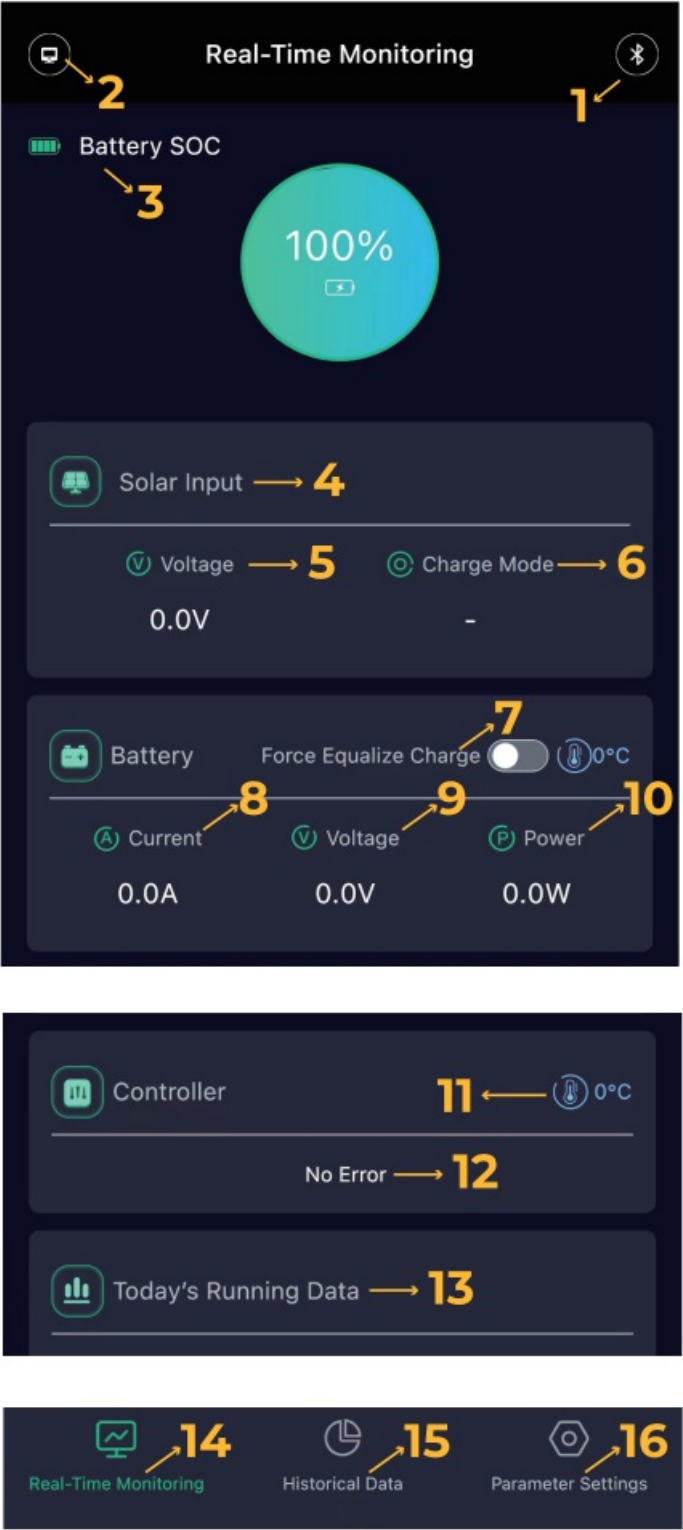 Real-Time Monitoring
2
1
Battery SOC
3
100%
Solar Input 4
V Voltage 5 Charge Mode 6
0.0V -
7
Battery Force Equalize Charge 0°C
8 9 10
A Current V Voltage P Power
0.0A 0.0V 0.0W
Controller 11 0°C
No Error 12
Today's Running Data 13
14 15 16
Real-Time Monitoring Historical Data Parameter Settings